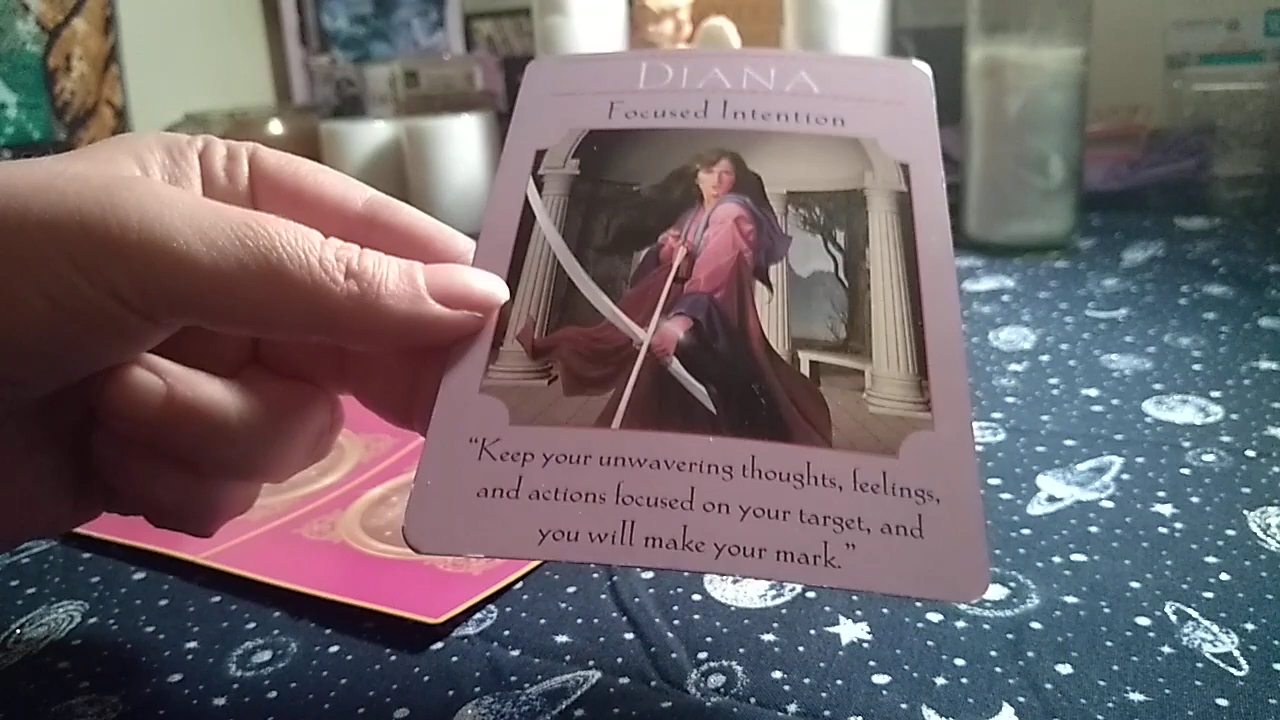 DIANA
Focused Intention
“Keep your unwavering thoughts, feelings,
and actions focused on your target, and
you will make your mark.”